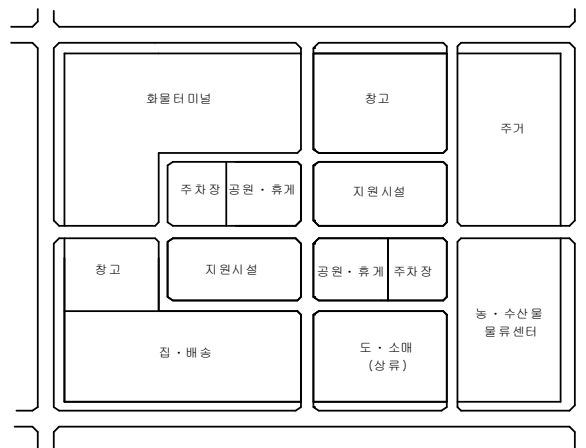 화물터미널
창고
주거
주차장
공원·휴게
지원시설
창고
지원시설
공원·휴게
주차장
농·수산물
물류센터
집·배송
도·소매
(상류)